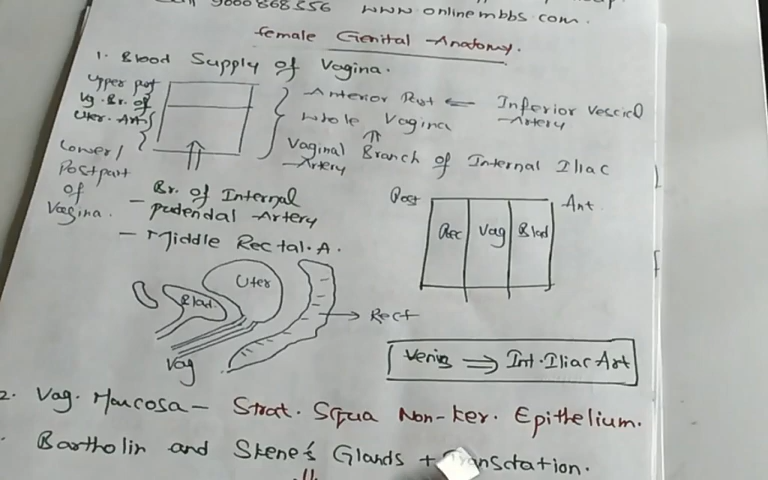 9000868556 www.onlinembbs.com.
female Genital Anatomy.
1. Blood Supply of Vagina.
Upper part
Vg. Br. of
Uter. Art
Anterior Part ⇐ Inferior Vescicl
Artery
Whole Vagina
⇑
Vaginal Branch of Internal Iliac
Artery
Lower /
Post part
of
Vagina.
- Br. of Internal
pudendal Artery
- Middle Rectal. A.
Post Ant.
Rec Vag Blad
Uter
Blad
→ Rect
Vag
Veins ⇒ Int. Iliac Art
2. Vag. Moucosa - Strat. Squa Non-ker. Epithelium.
Bartholin and Skene's Glands +